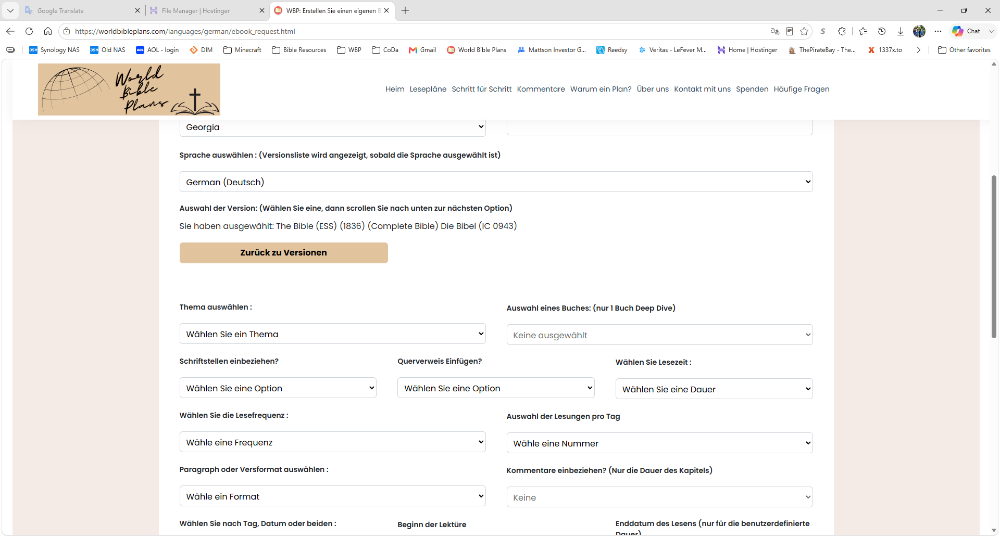 Google Translate
File Manager | Hostinger
WBP: Erstellen Sie einen eigenen B
https://worldbibleplans.com/languages/german/ebook_request.html
Chat
Synology NAS
Old NAS
AOL - login
DIM
Minecraft
Bible Resources
WBP
CoDa
Gmail
World Bible Plans
Mattson Investor G...
Reedsy
Veritas - LeFever M...
Home | Hostinger
ThePirateBay - The...
1337x.to
Other favorites
World
Bible
Plans
Heim Lesepläne Schritt für Schritt Kommentare Warum ein Plan? Über uns Kontakt mit uns Spenden Häufige Fragen
Georgia
Sprache auswählen : (Versionsliste wird angezeigt, sobald die Sprache ausgewählt ist)
German (Deutsch)
Auswahl der Version: (Wählen Sie eine, dann scrollen Sie nach unten zur nächsten Option)
Sie haben ausgewählt: The Bible (ESS) (1836) (Complete Bible) Die Bibel (IC 0943)
Zurück zu Versionen
Thema auswählen :
Auswahl eines Buches: (nur 1 Buch Deep Dive)
Wählen Sie ein Thema
Keine ausgewählt
Schriftstellen einbeziehen?
Querverweis Einfügen?
Wählen Sie Lesezeit :
Wählen Sie eine Option
Wählen Sie eine Option
Wählen Sie eine Dauer
Wählen Sie die Lesefrequenz :
Auswahl der Lesungen pro Tag
Wähle eine Frequenz
Wähle eine Nummer
Paragraph oder Versformat auswählen :
Kommentare einbeziehen? (Nur die Dauer des Kapitels)
Wähle ein Format
Keine
Wählen Sie nach Tag, Datum oder beiden :
Beginn der Lektüre
Enddatum des Lesens (nur für die benutzerdefinierte
Dauer)